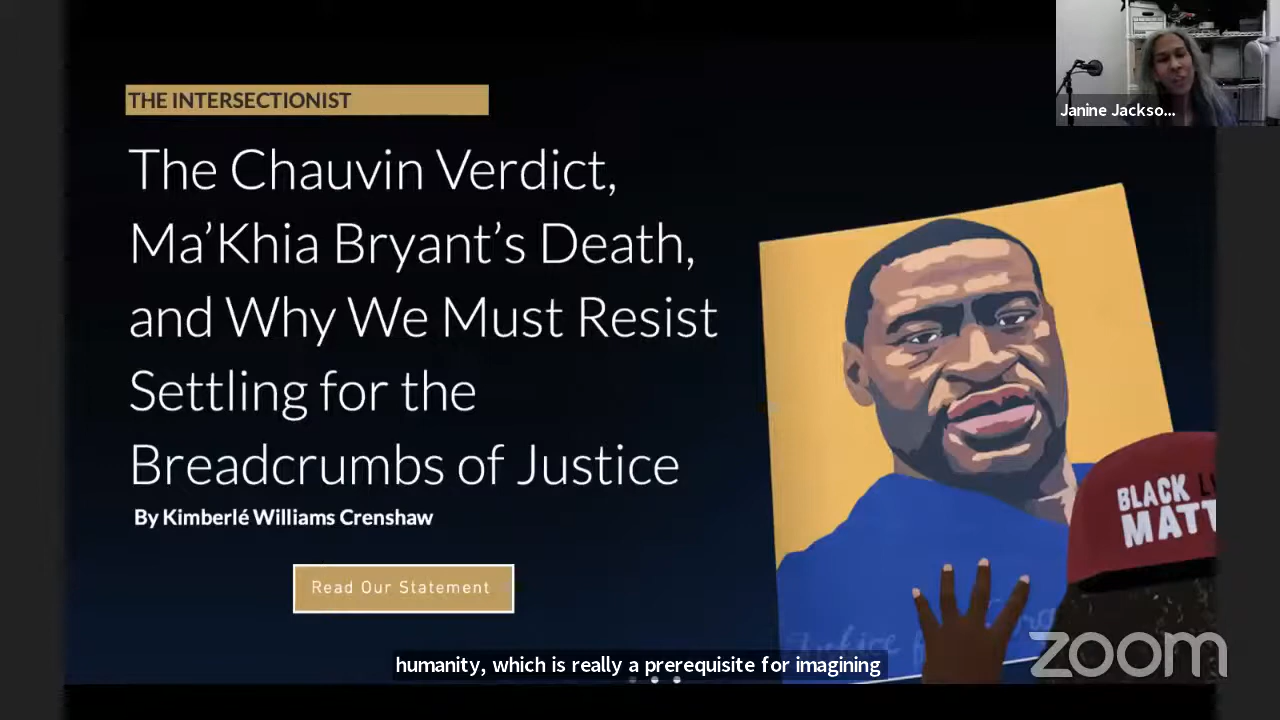 THE INTERSECTIONIST
The Chauvin Verdict,
Ma’Khia Bryant’s Death,
and Why We Must Resist
Settling for the
Breadcrumbs of Justice
By Kimberlé Williams Crenshaw
Read Our Statement
Janine Jackso...
BLACK
MATT
humanity, which is really a prerequisite for imagining
zoom